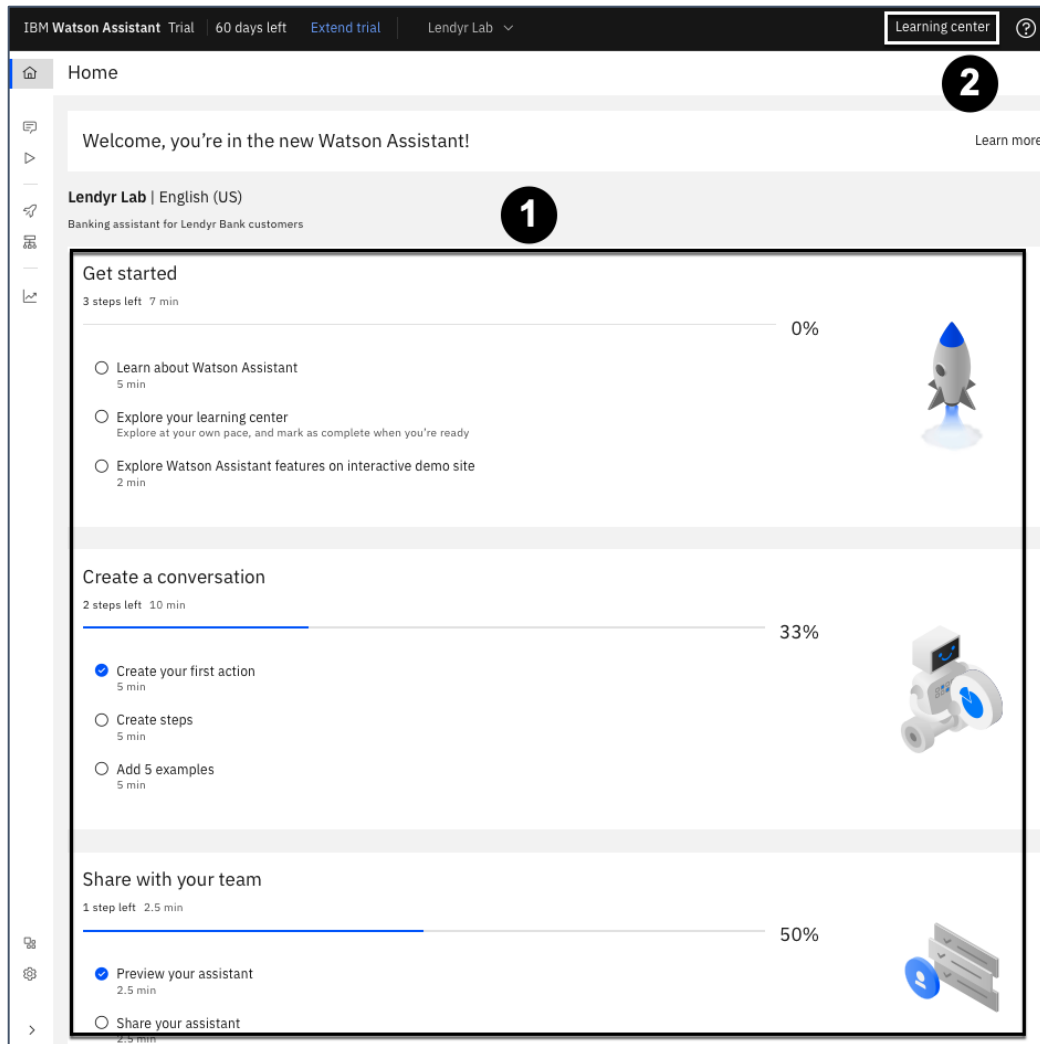 IBM Watson Assistant Trial 60 days left Extend trial Lendyr Lab Learning center
2
Home
Welcome, you’re in the new Watson Assistant! Learn more
Lendyr Lab | English (US)
1
Banking assistant for Lendyr Bank customers
Get started
3 steps left 7 min
0%
Learn about Watson Assistant
5 min
Explore your learning center
Explore at your own pace, and mark as complete when you’re ready
Explore Watson Assistant features on interactive demo site
2 min
Create a conversation
2 steps left 10 min
33%
Create your first action
5 min
Create steps
5 min
Add 5 examples
5 min
Share with your team
1 step left 2.5 min
50%
Preview your assistant
2.5 min
Share your assistant
2.5 min